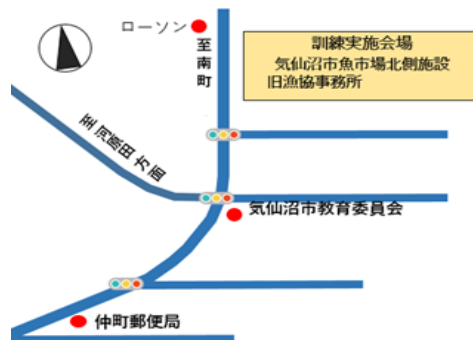 ローソン
至南町
訓練実施会場
気仙沼市魚市場北側施設
旧漁協事務所
至河原田方面
気仙沼市教育委員会
仲町郵便局